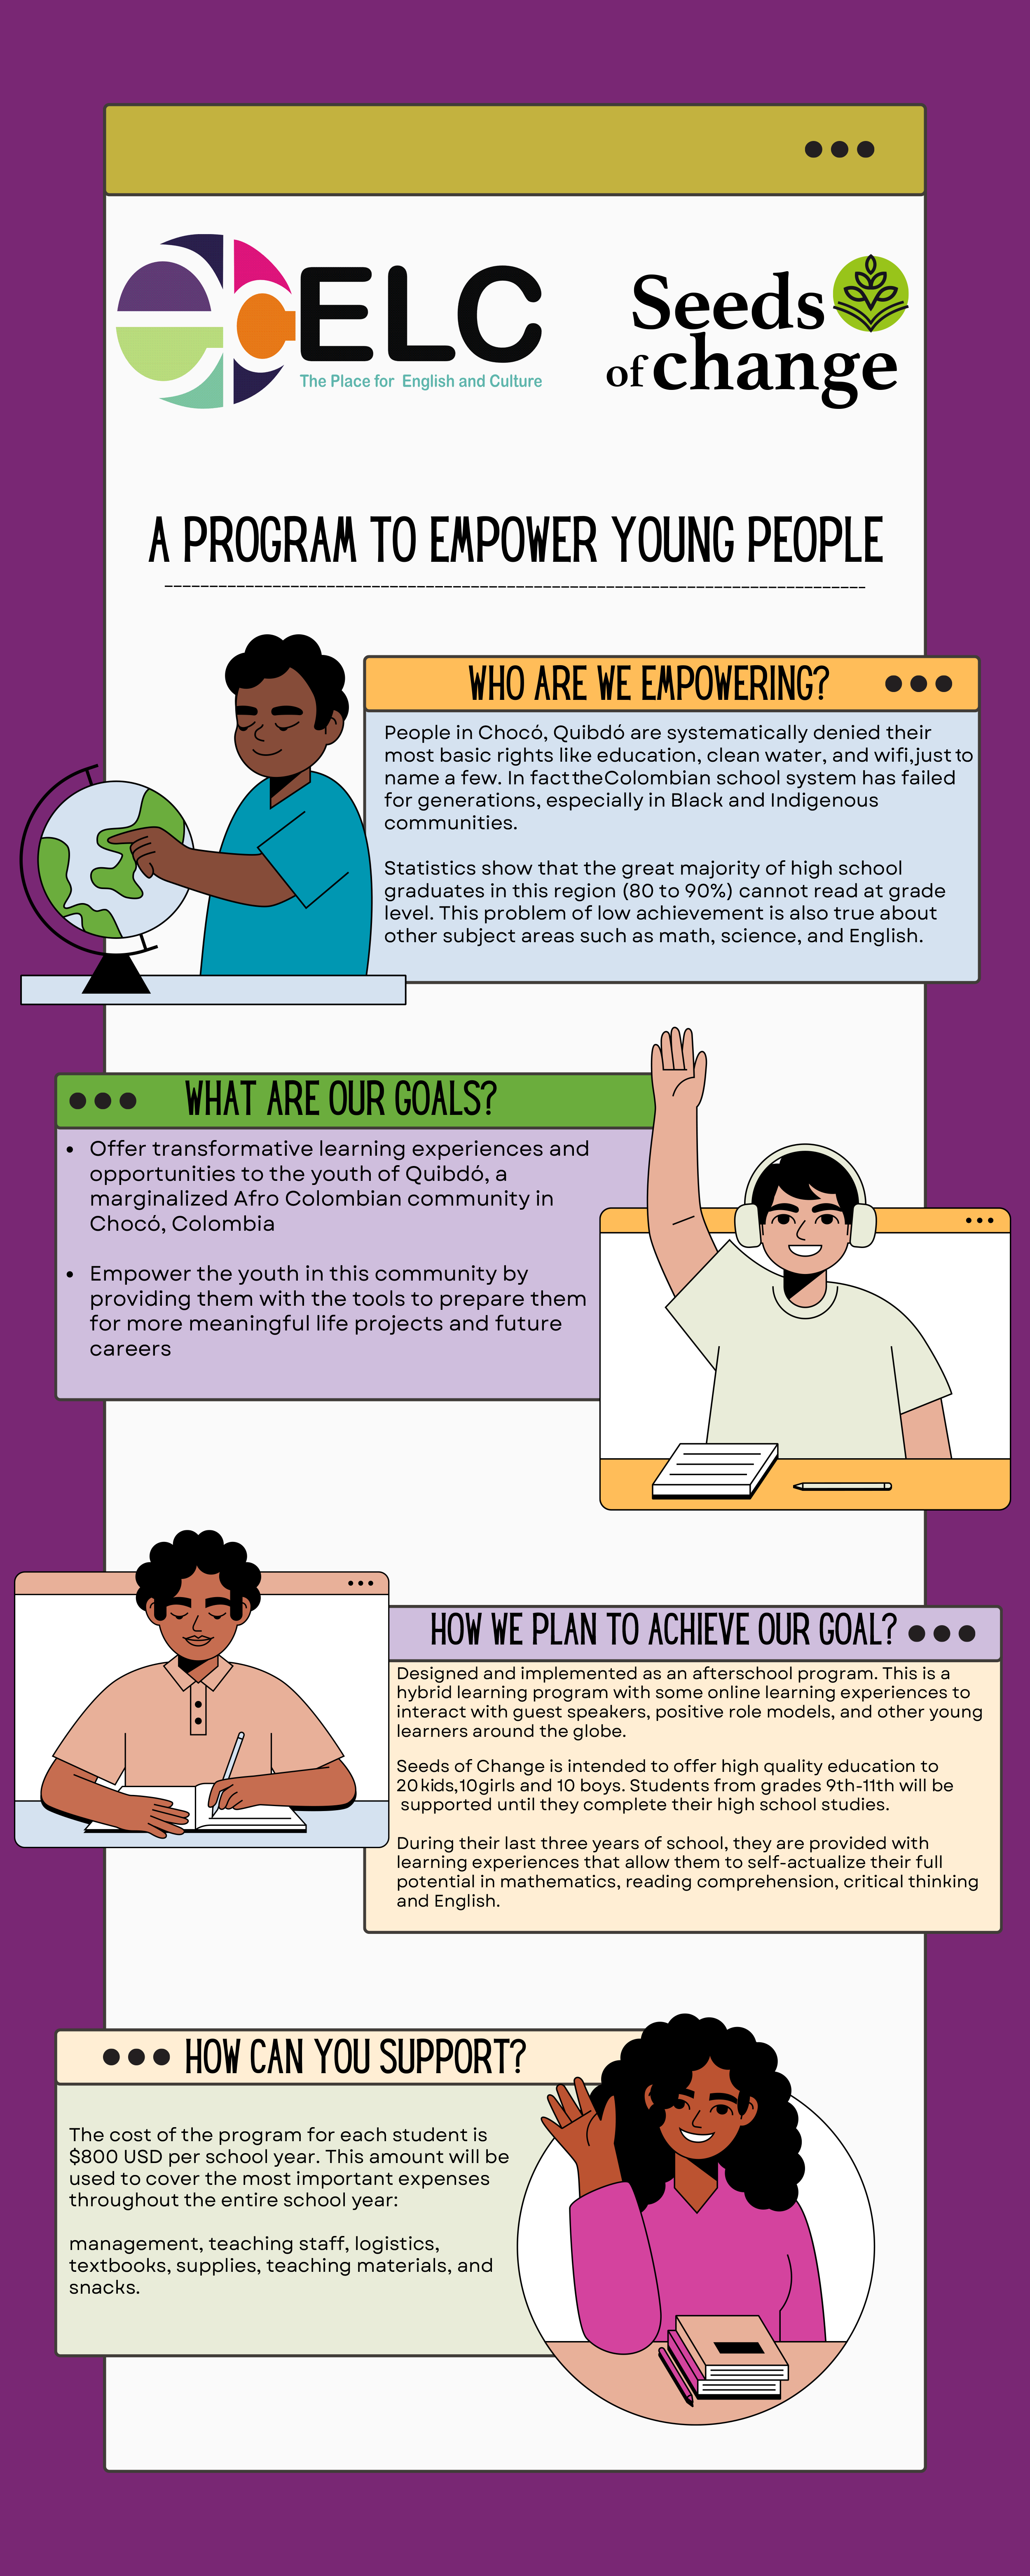 ELC
The Place for English and Culture
Seeds
of change
A PROGRAM TO EMPOWER YOUNG PEOPLE
WHO ARE WE EMPOWERING?
People in Chocó, Quibdó are systematically denied their
most basic rights like education, clean water, and wifi,just to
name a few. In facttheColombian school system has failed
for generations, especially in Black and Indigenous
communities.
Statistics show that the great majority of high school
graduates in this region (80 to 90%) cannot read at grade
level. This problem of low achievement is also true about
other subject areas such as math, science, and English.
WHAT ARE OUR GOALS?
• Offer transformative learning experiences and
opportunities to the youth of Quibdó, a
marginalized Afro Colombian community in
Chocó, Colombia
• Empower the youth in this community by
providing them with the tools to prepare them
for more meaningful life projects and future
careers
HOW WE PLAN TO ACHIEVE OUR GOAL?
Designed and implemented as an afterschool program. This is a
hybrid learning program with some online learning experiences to
interact with guest speakers, positive role models, and other young
learners around the globe.
Seeds of Change is intended to offer high quality education to
20 kids,10girls and 10 boys. Students from grades 9th-11th will be
supported until they complete their high school studies.
During their last three years of school, they are provided with
learning experiences that allow them to self-actualize their full
potential in mathematics, reading comprehension, critical thinking
and English.
HOW CAN YOU SUPPORT?
The cost of the program for each student is
$800 USD per school year. This amount will be
used to cover the most important expenses
throughout the entire school year:
management, teaching staff, logistics,
textbooks, supplies, teaching materials, and
snacks.